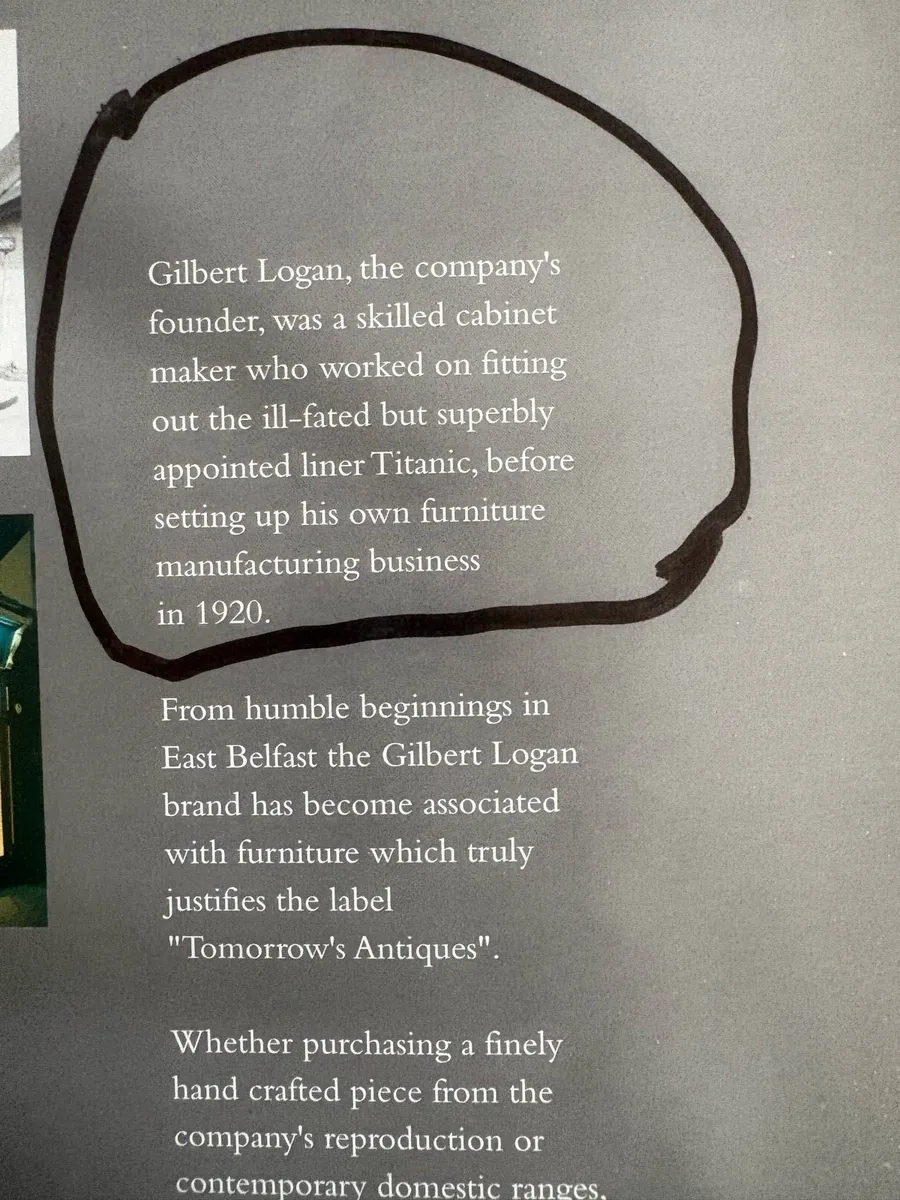 Gilbert Logan, the company's
founder, was a skilled cabinet
maker who worked on fitting
out the ill-fated but superbly
appointed liner Titanic, before
setting up his own furniture
manufacturing business
in 1920.
From humble beginnings in
East Belfast the Gilbert Logan
brand has become associated
with furniture which truly
justifies the label
"Tomorrow's Antiques".
Whether purchasing a finely
hand crafted piece from the
company's reproduction or
contemporary domestic ranges,